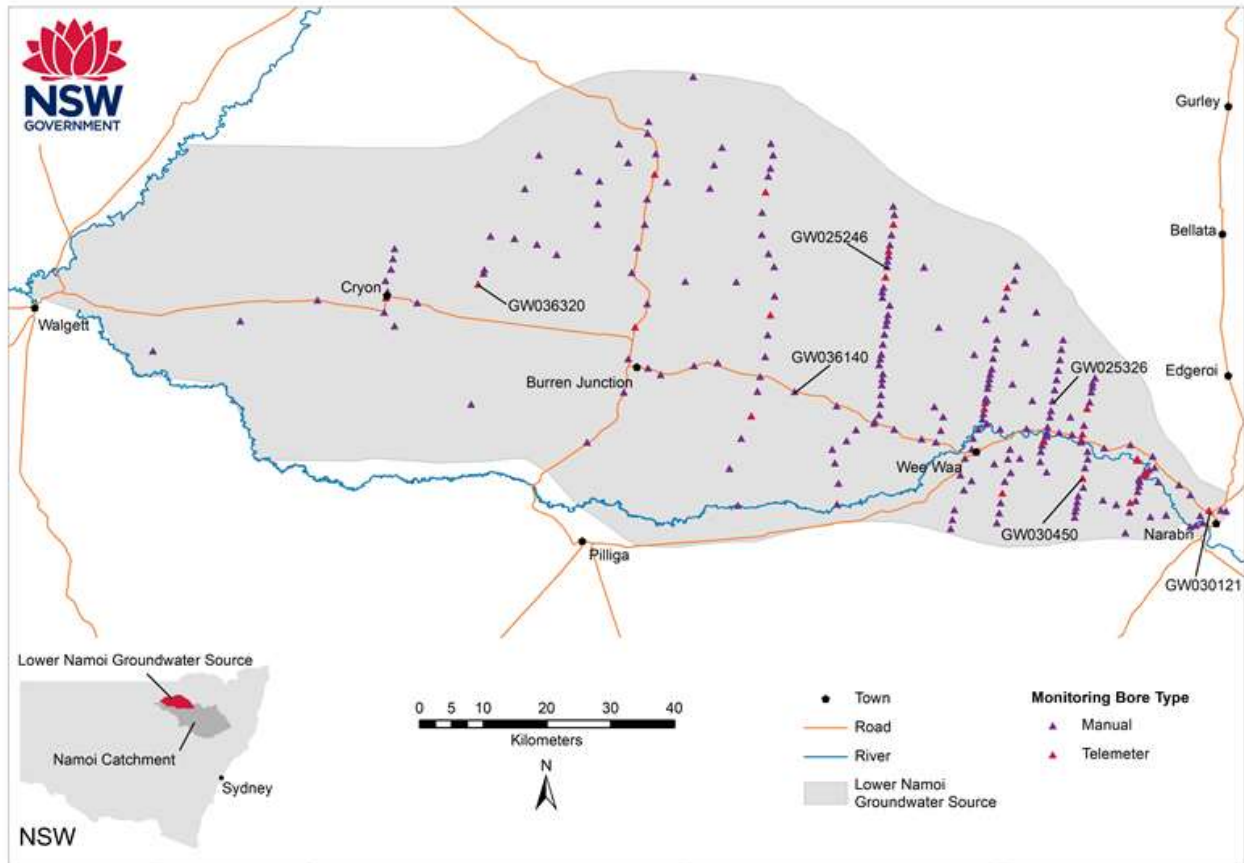 NSW
GOVERNMENT
Gurley
Bellata
GW025246
Cryon
GW036320
Walgett
GW036140
GW025326
Burren Junction
Edgeroi
Wee Waa
GW030450
Narabri
Pilliga
GW030121
Lower Namoi Groundwater Source
Namoi Catchment
Sydney
NSW
0 5 10 20 30 40
Kilometers
N
Town
Road
River
Lower Namoi
Groundwater Source
Monitoring Bore Type
Manual
Telemeter